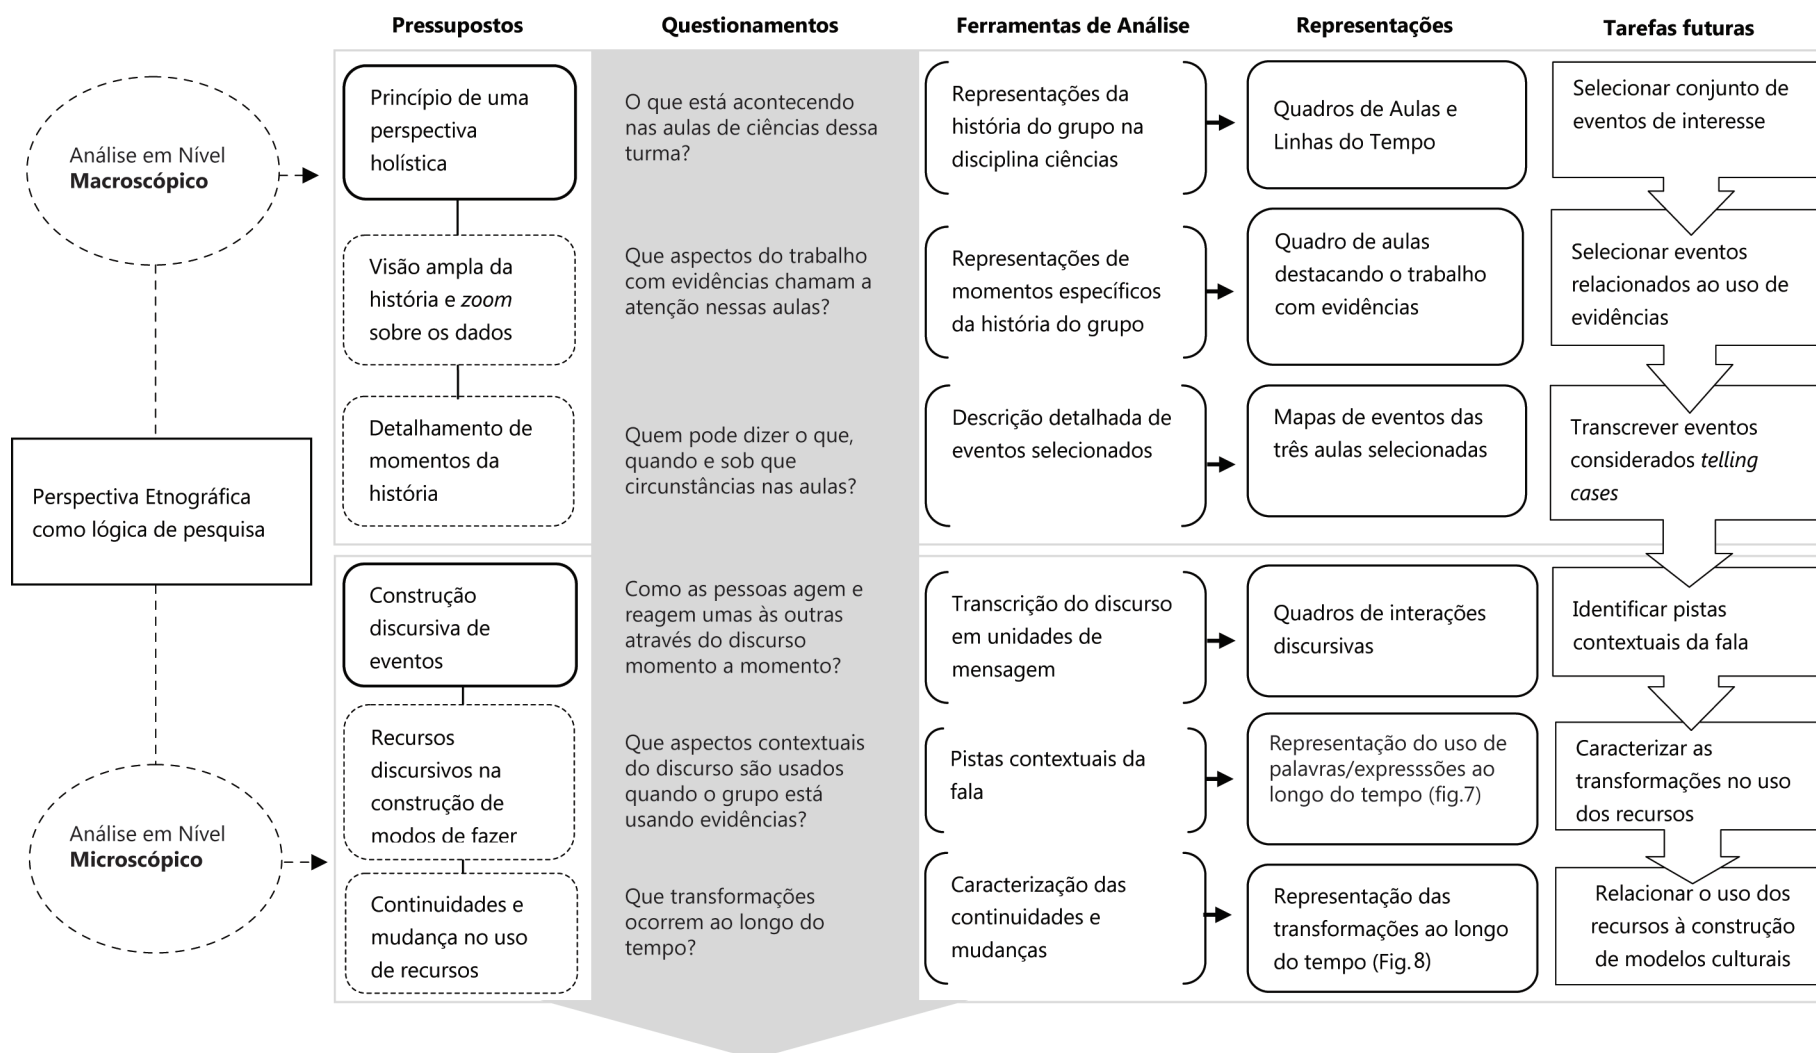 Pressupostos
Questionamentos
Ferramentas de Análise
Representações
Tarefas futuras
Análise em Nível
Macroscópico
Princípio de uma
perspectiva
holística
O que está acontecendo
nas aulas de ciências dessa
turma?
Representações da
história do grupo na
disciplina ciências
Quadros de Aulas e
Linhas do Tempo
Selecionar conjunto de
eventos de interesse
Visão ampla da
história e zoom
sobre os dados
Que aspectos do trabalho
com evidências chamam a
atenção nessas aulas?
Representações de
momentos específicos
da história do grupo
Quadro de aulas
destacando o trabalho
com evidências
Selecionar eventos
relacionados ao uso de
evidências
Detalhamento de
momentos da
história
Quem pode dizer o que,
quando e sob que
circunstâncias nas aulas?
Descrição detalhada de
eventos selecionados
Mapas de eventos das
três aulas selecionadas
Transcrever eventos
considerados telling
cases
Perspectiva Etnográfica
como lógica de pesquisa
Construção
discursiva de
eventos
Como as pessoas agem e
reagem umas às outras
através do discurso
momento a momento?
Transcrição do discurso
em unidades de
mensagem
Quadros de interações
discursivas
Identificar pistas
contextuais da fala
Análise em Nível
Microscópico
Recursos
discursivos na
construção de
modos de fazer
Que aspectos contextuais
do discurso são usados
quando o grupo está
usando evidências?
Pistas contextuais da
fala
Representação do uso de
palavras/expresssões ao
longo do tempo (fig.7)
Caracterizar as
transformações no uso
dos recursos
Continuidades e
mudança no uso
de recursos
Que transformações
ocorrem ao longo do
tempo?
Caracterização das
continuidades e
mudanças
Representação das
transformações ao longo
do tempo (Fig.8)
Relacionar o uso dos
recursos à construção
de modelos culturais